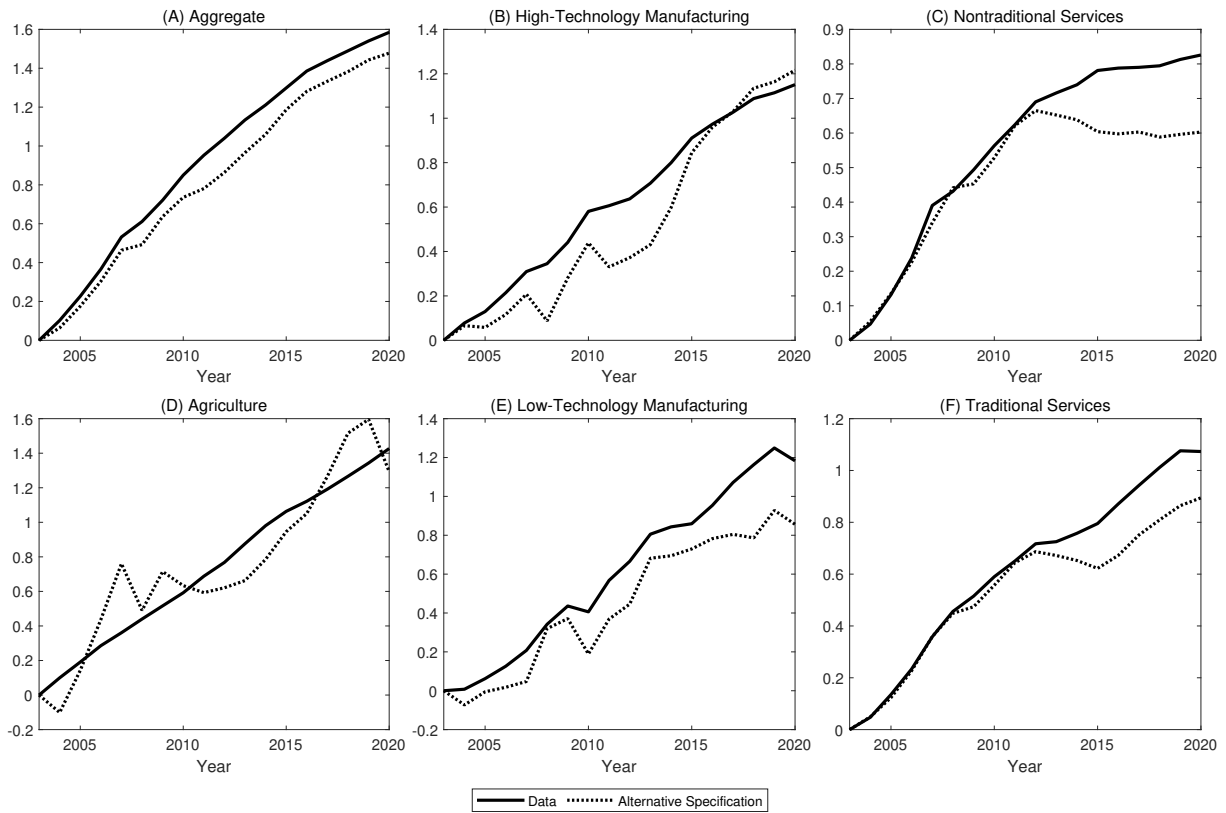 (A) Aggregate
1.6
1.4
1.2
1
0.8
0.6
0.4
0.2
0
2005 2010 2015 2020
Year
(B) High-Technology Manufacturing
1.4
1.2
1
0.8
0.6
0.4
0.2
0
2005 2010 2015 2020
Year
(C) Nontraditional Services
0.9
0.8
0.7
0.6
0.5
0.4
0.3
0.2
0.1
0
2005 2010 2015 2020
Year
(D) Agriculture
1.6
1.4
1.2
1
0.8
0.6
0.4
0.2
0
-0.2
2005 2010 2015 2020
Year
(E) Low-Technology Manufacturing
1.4
1.2
1
0.8
0.6
0.4
0.2
0
-0.2
2005 2010 2015 2020
Year
(F) Traditional Services
1.2
1
0.8
0.6
0.4
0.2
0
2005 2010 2015 2020
Year
Data Alternative Specification